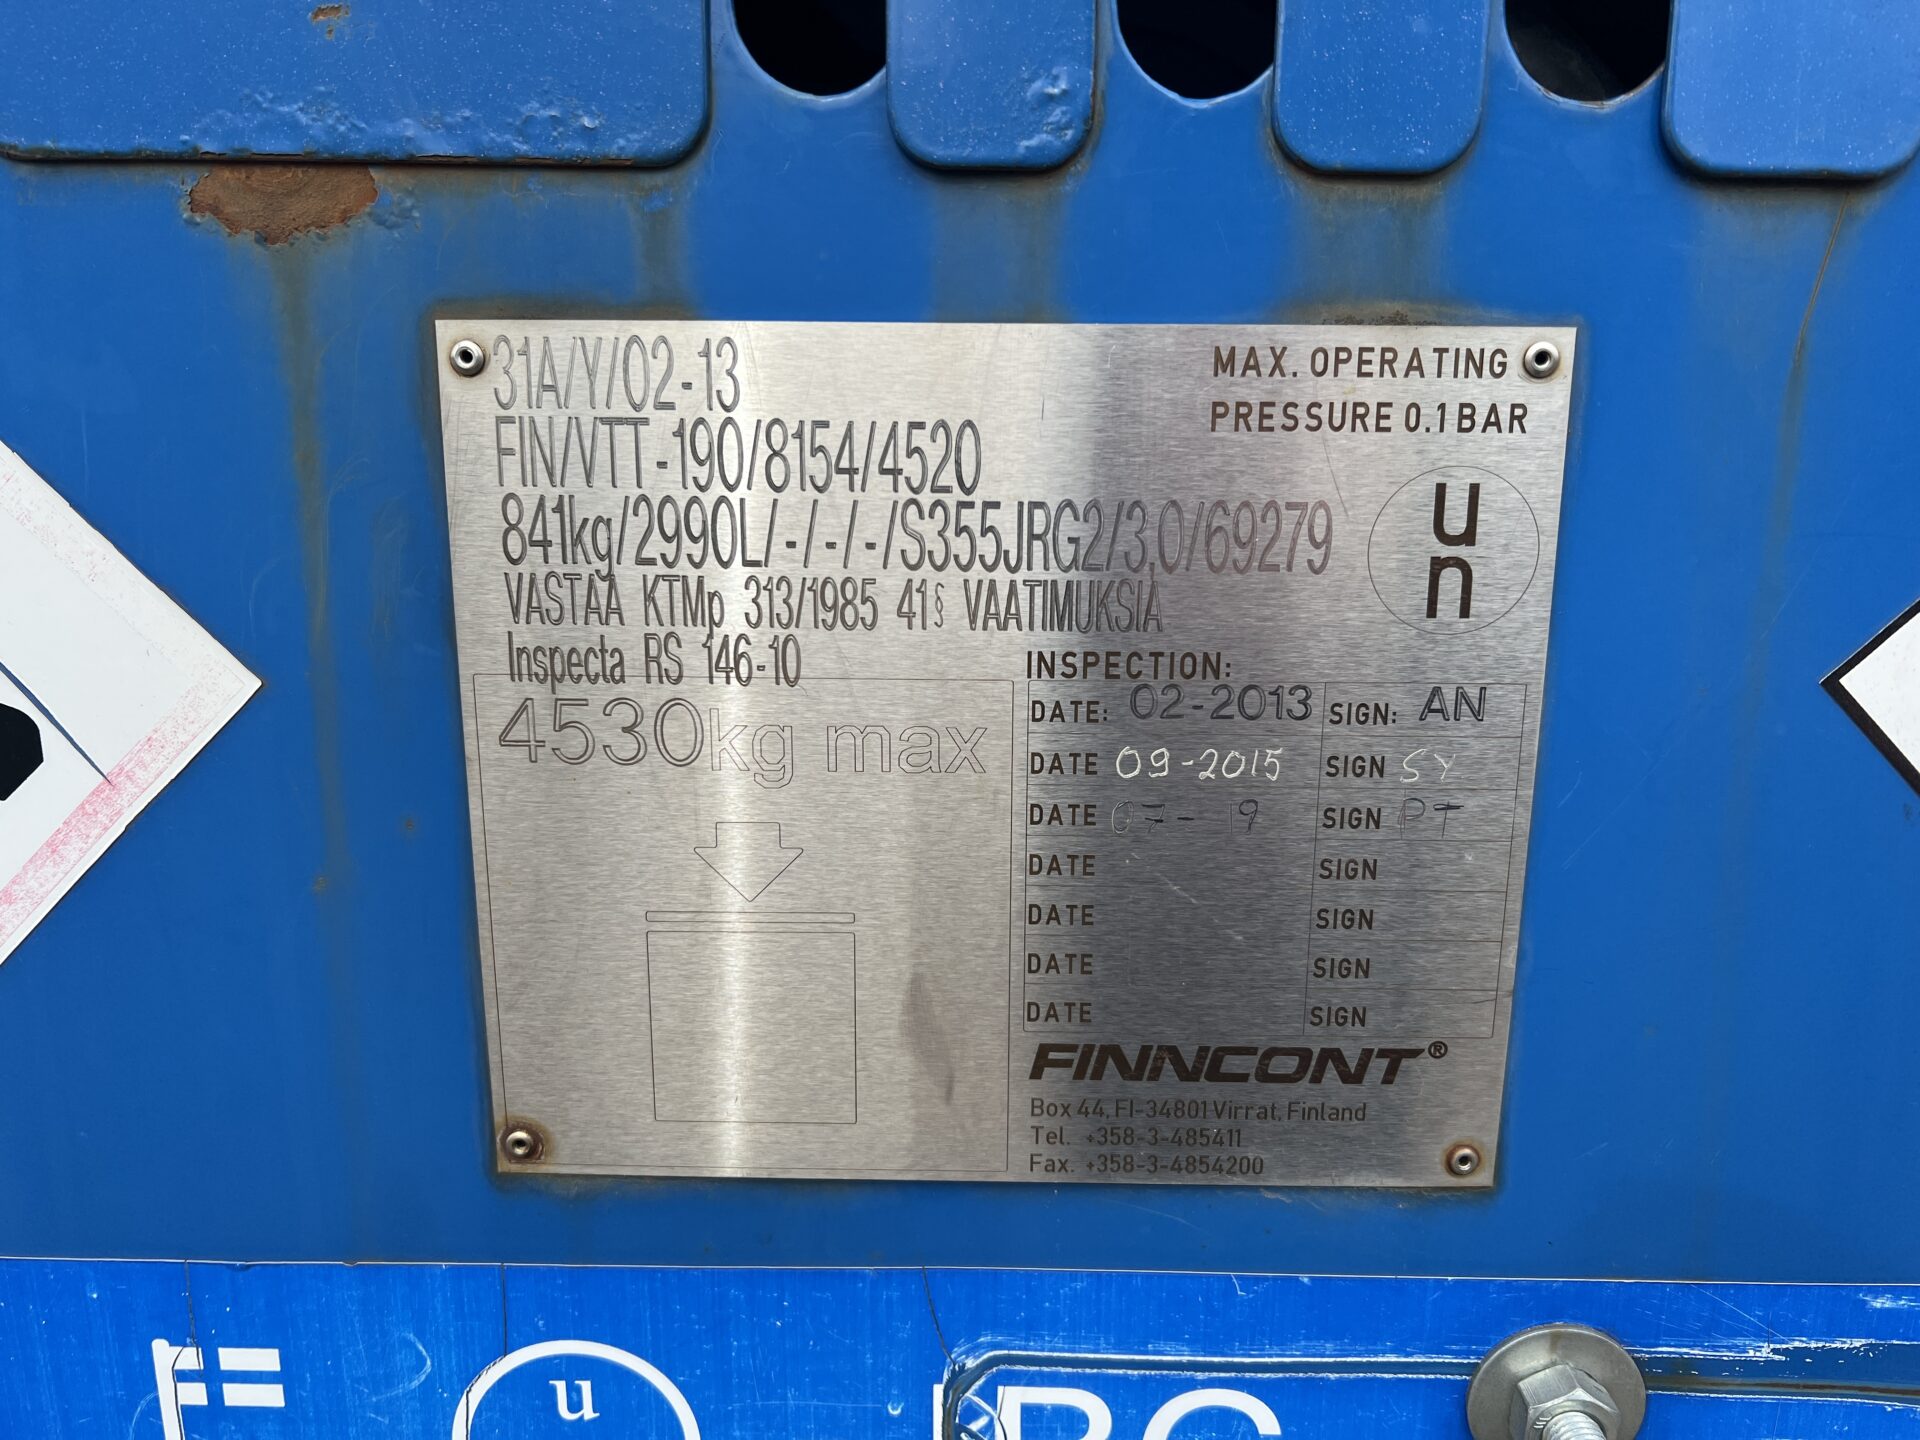 31A/Y/02-13
FIN/VTT-190/8154/4520
841kg/2990L/-/-/-/S355JRG2/3,0/69279
VASTAA KTMp 313/1985 41§ VAATIMUKSIA
Inspecta RS 146-10
4530kg max
MAX. OPERATING
PRESSURE 0.1 BAR
u
n
INSPECTION:
DATE: 02-2013 SIGN: AN
DATE 09-2015 SIGN SY
DATE 07-19 SIGN PT
DATE SIGN
DATE SIGN
DATE SIGN
DATE SIGN
FINNCONT®
Box 44, FI-34801 Virrat, Finland
Tel. +358-3-485411
Fax. +358-3-4854200
u